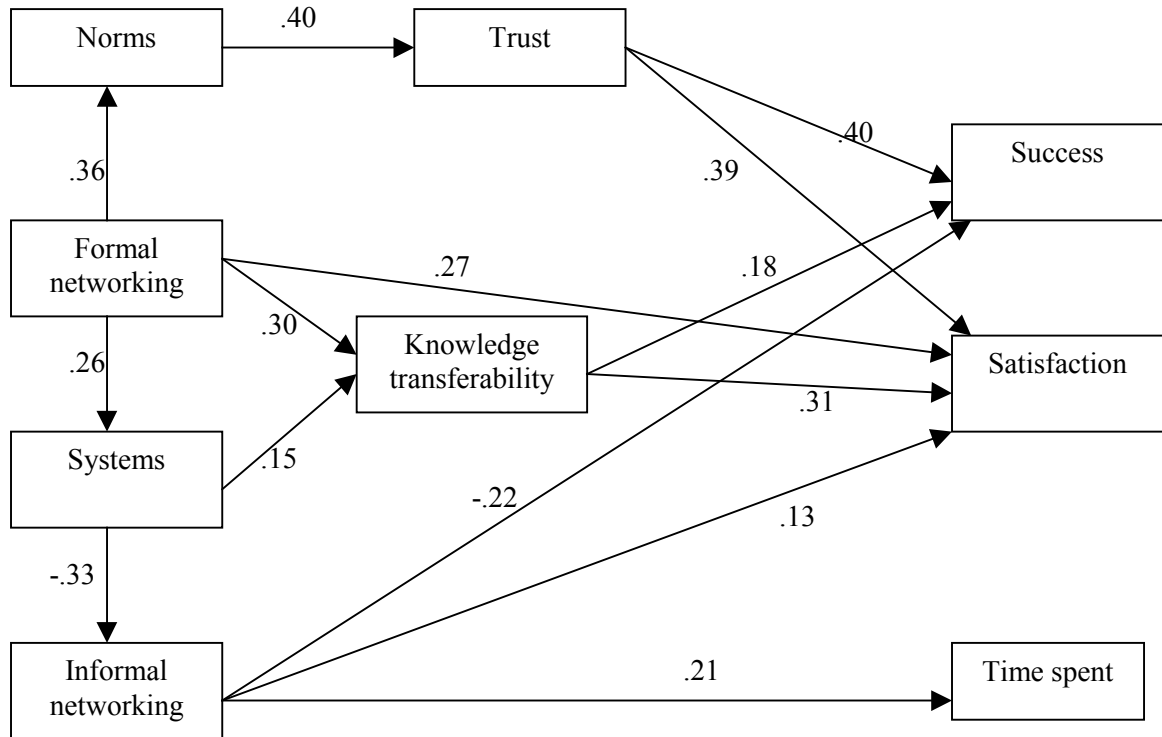 .40
Norms
Trust
.40
Success
.36
.39
Formal
networking
.27
.18
.30
.26
Knowledge
transferability
Satisfaction
.31
Systems
.15
-.22
.13
-.33
Informal
networking
.21
Time spent